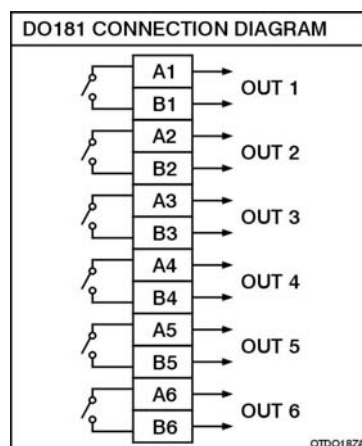 DO181 CONNECTION DIAGRAM
A1
OUT 1
B1
A2
OUT 2
B2
A3
OUT 3
B3
A4
OUT 4
B4
A5
OUT 5
B5
A6
OUT 6
B6